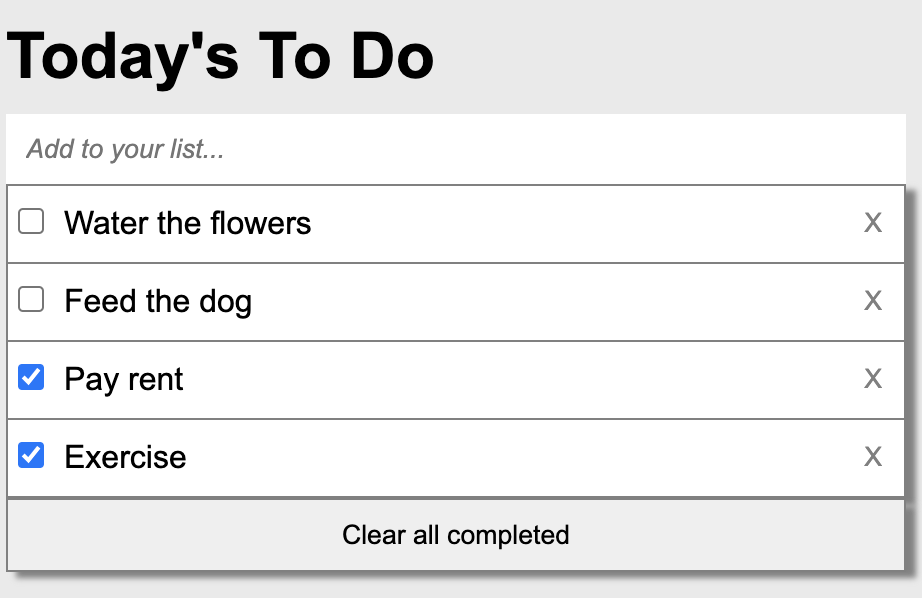 Today's To Do
Add to your list...
Water the flowers X
Feed the dog X
Pay rent X
Exercise X
Clear all completed